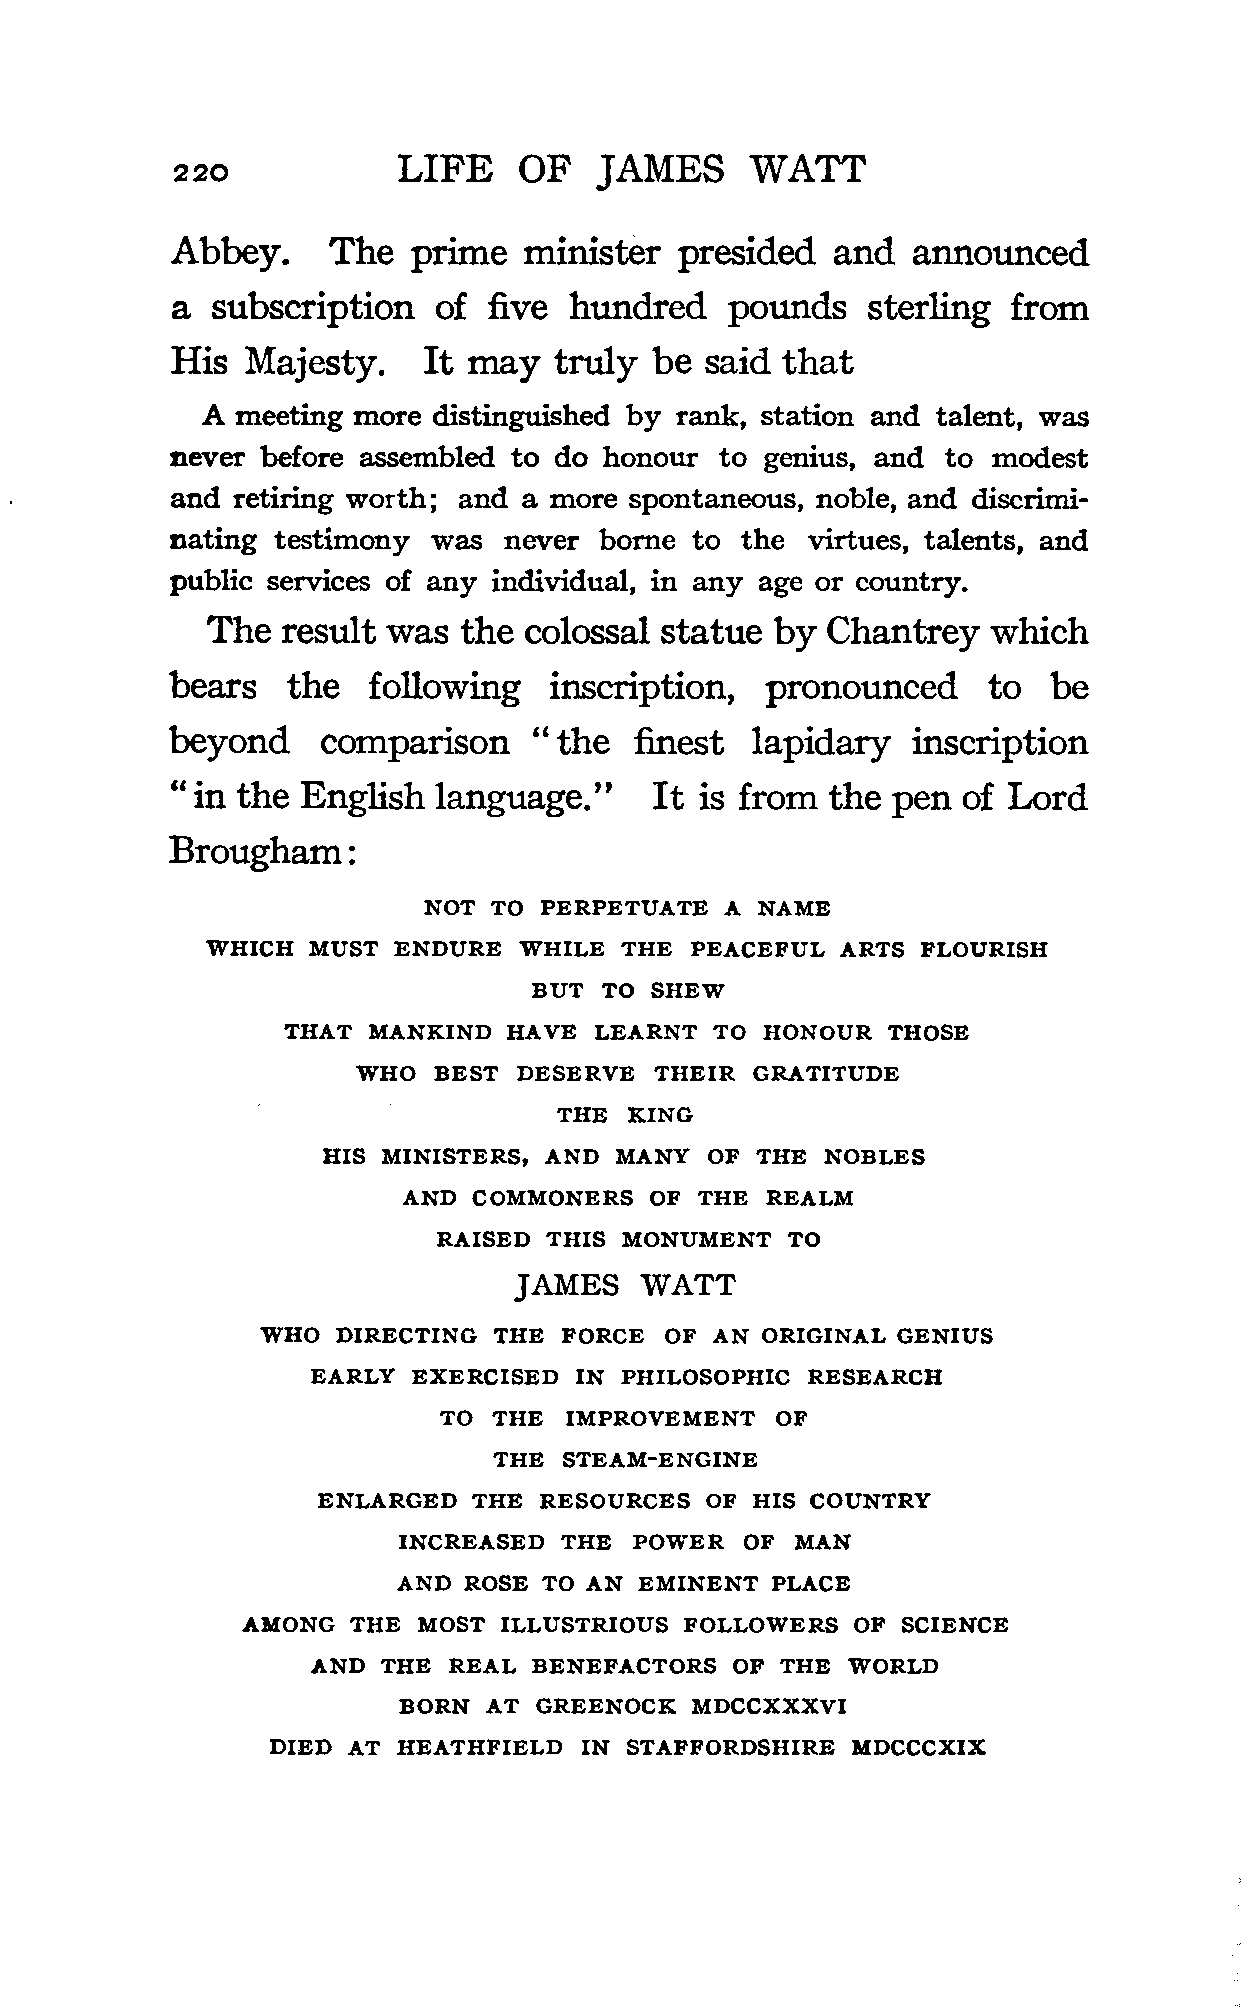 220 LIFE OF JAMES WATT
Abbey. The prime minister presided and announced
a subscription of five hundred pounds sterling from
His Majesty. It may truly be said that
A meeting more distinguished by rank, station and talent, was
never before assembled to do honour to genius, and to modest
and retiring worth; and a more spontaneous, noble, and discrimi-
nating testimony was never borne to the virtues, talents, and
public services of any individual, in any age or country.
The result was the colossal statue by Chantrey which
bears the following inscription, pronounced to be
beyond comparison "the finest lapidary inscription
"in the English language." It is from the pen of Lord
Brougham:
NOT TO PERPETUATE A NAME
WHICH MUST ENDURE WHILE THE PEACEFUL ARTS FLOURISH
BUT TO SHEW
THAT MANKIND HAVE LEARNT TO HONOUR THOSE
WHO BEST DESERVE THEIR GRATITUDE
THE KING
HIS MINISTERS, AND MANY OF THE NOBLES
AND COMMONERS OF THE REALM
RAISED THIS MONUMENT TO
JAMES WATT
WHO DIRECTING THE FORCE OF AN ORIGINAL GENIUS
EARLY EXERCISED IN PHILOSOPHIC RESEARCH
TO THE IMPROVEMENT OF
THE STEAM-ENGINE
ENLARGED THE RESOURCES OF HIS COUNTRY
INCREASED THE POWER OF MAN
AND ROSE TO AN EMINENT PLACE
AMONG THE MOST ILLUSTRIOUS FOLLOWERS OF SCIENCE
AND THE REAL BENEFACTORS OF THE WORLD
BORN AT GREENOCK MDCCXXXVI
DIED AT HEATHFIELD IN STAFFORDSHIRE MDCCCXIX